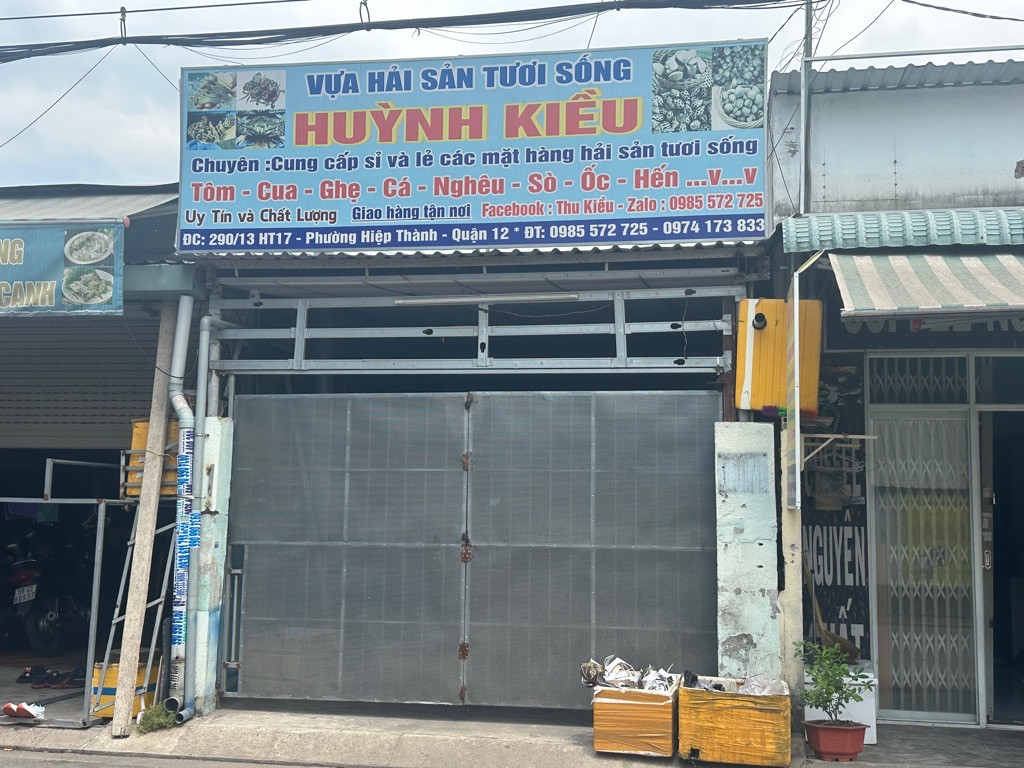 VỰA HẢI SẢN TƯƠI SỐNG
HUỲNH KIỀU
Chuyên :Cung cấp sỉ và lẻ các mặt hàng hải sản tươi sống
Tôm - Cua - Ghẹ - Cá - Nghêu - Sò - Ốc - Hến ...v...v
Uy Tín và Chất Lượng Giao hàng tận nơi Facebook : Thu Kiều - Zalo : 0985 572 725
ĐC: 290/13 HT17 - Phường Hiệp Thành - Quận 12 * ĐT: 0985 572 725 - 0974 173 833
CANH
NGUYÊN